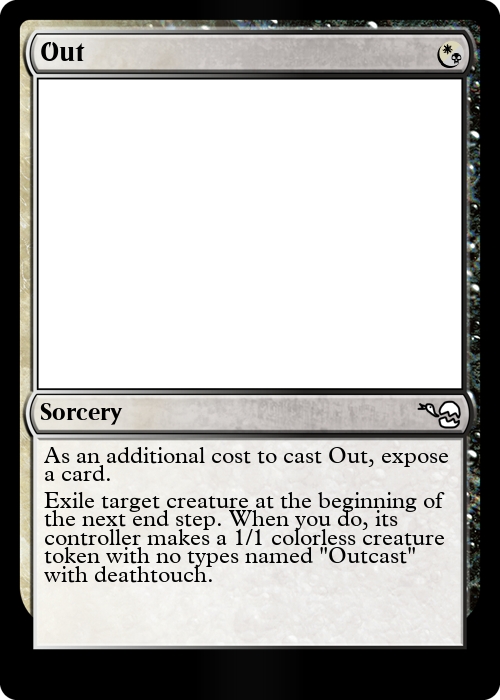 Out
Sorcery
As an additional cost to cast Out, expose
a card.
Exile target creature at the beginning of
the next end step. When you do, its
controller makes a 1/1 colorless creature
token with no types named "Outcast"
with deathtouch.